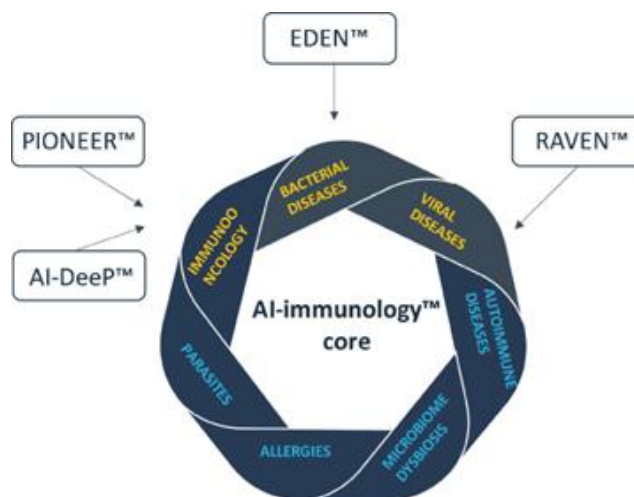 EDEN™
PIONEER™
RAVEN™
AI-DeeP™
BACTERIAL
DISEASES
VIRAL
DISEASES
IMMUNOO
NCOLOGY
AI-immunology™
core
AUTOIMMUNE
DISEASES
PARASITES
ALLERGIES
MICROBIOME
DYSBIOSIS